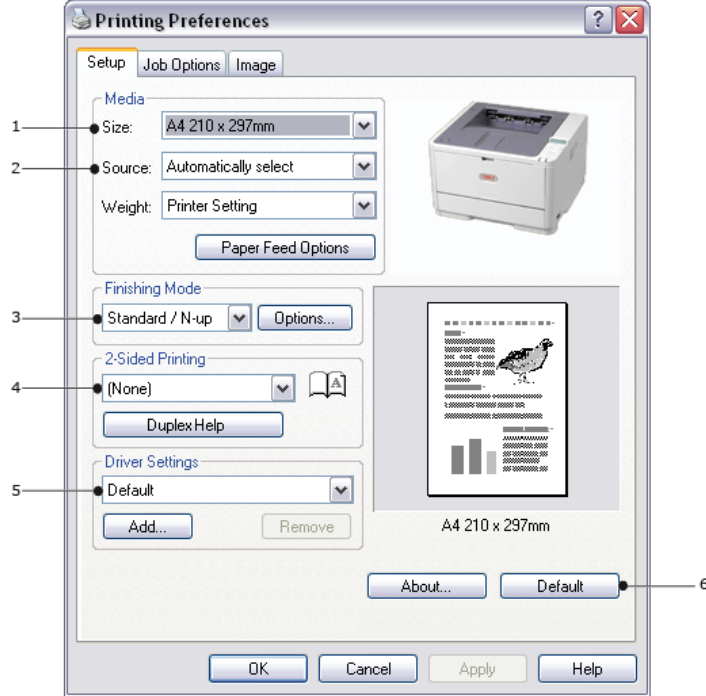 Printing Preferences
Setup Job Options Image
Media
1 Size: A4 210 x 297mm
2 Source: Automatically select
Weight: Printer Setting
Paper Feed Options
Finishing Mode
3 Standard / N-up Options...
2-Sided Printing
4 (None) A
Duplex Help
Driver Settings
5 Default
Add... Remove
A4 210 x 297mm
About... Default 6
OK Cancel Apply Help